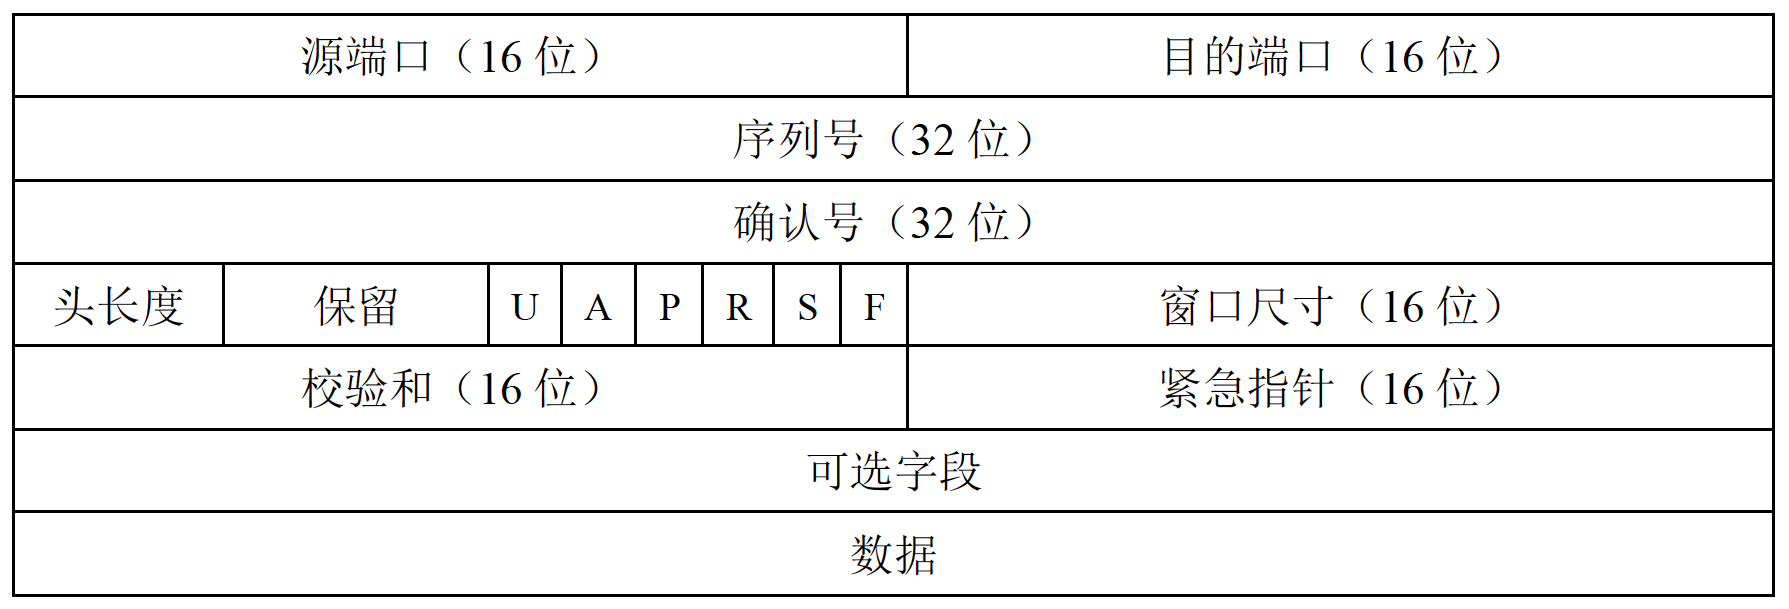 源端口（16 位） 目的端口（16 位）
序列号（32 位）
确认号（32 位）
头长度 保留 U A P R S F 窗口尺寸（16 位）
校验和（16 位） 紧急指针（16 位）
可选字段
数据